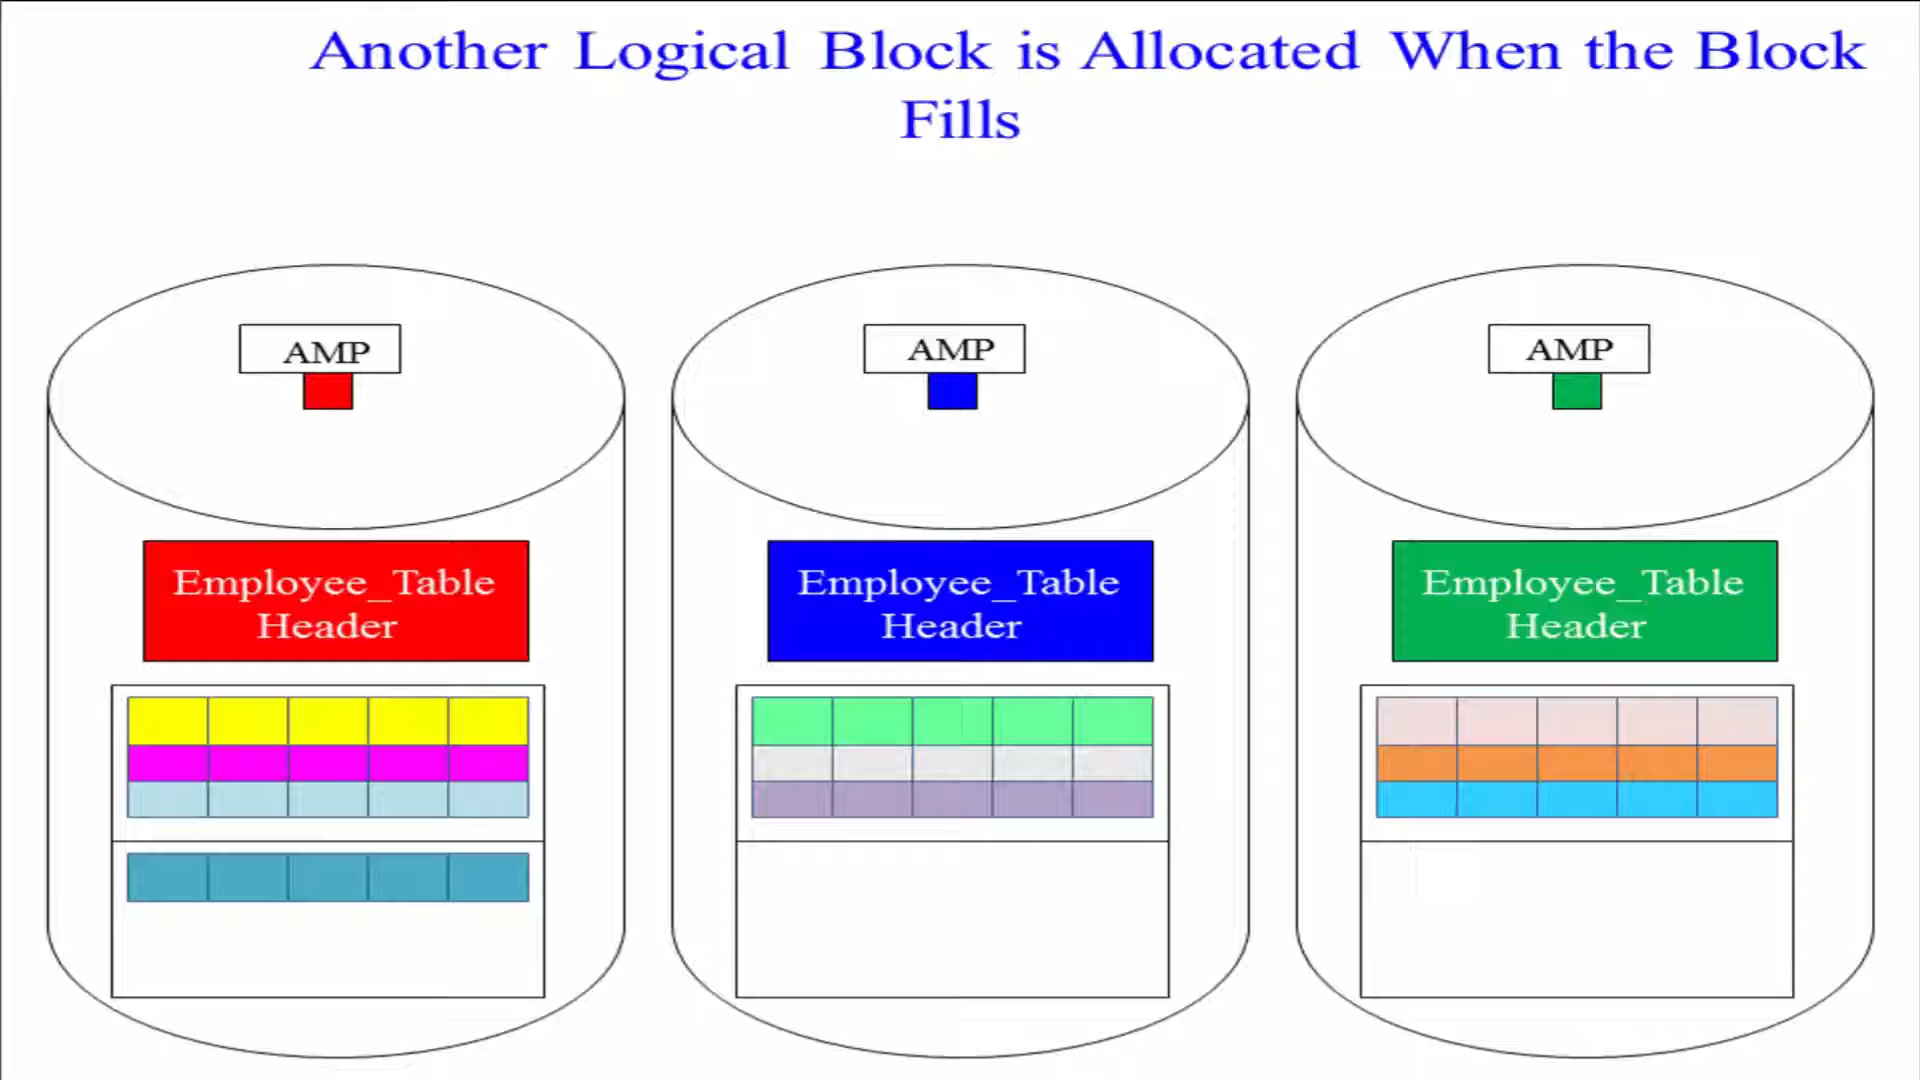 Another Logical Block is Allocated When the Block
Fills
AMP
AMP
AMP
Employee_Table
Header
Employee_Table
Header
Employee_Table
Header